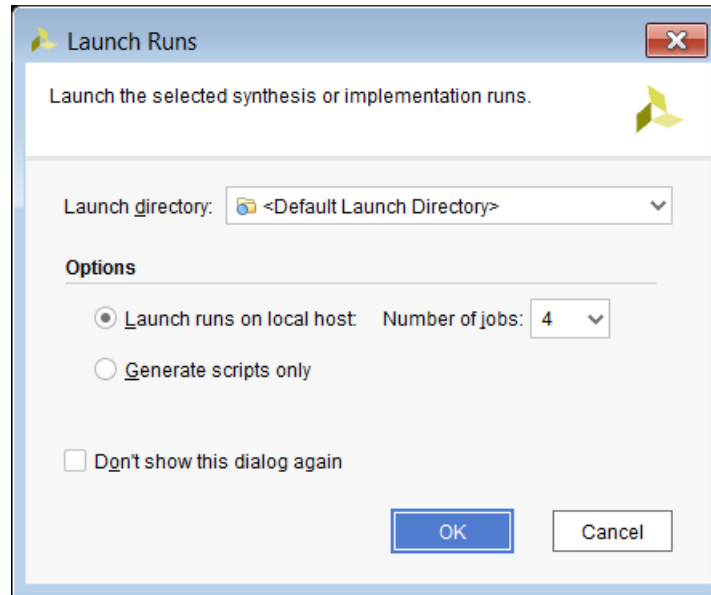 Launch Runs
Launch the selected synthesis or implementation runs.
Launch directory: <Default Launch Directory>
Options
Launch runs on local host: Number of jobs: 4
Generate scripts only
Don't show this dialog again
OK Cancel